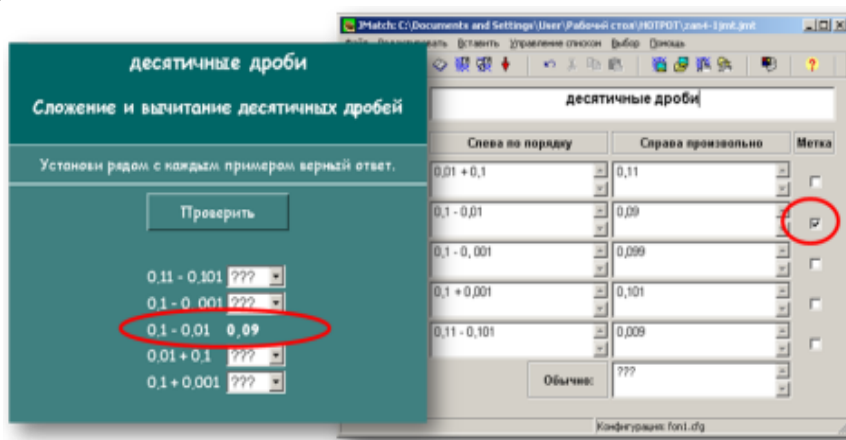 десятичные дроби
Сложение и вычитание десятичных дробей
Установи рядом с каждым примером верный ответ.
Проверить
0,11 - 0,101 ???
0,1 - 0, 001 ???
0,1 - 0,01 0,09
0,01 + 0,1 ???
0,1 + 0,001 ???
JMatch: C:\Documents and Settings\User\Рабочий стол\HOTPOT\zan4-1jmt.jmt
Вставить Управление списком Выбор Помощь
десятичные дроби
Слева по порядку Справа произвольно Метка
0,01 + 0,1 0,11
0,1 - 0,01 0,09
0,1 - 0, 001 0,099
0,1 + 0,001 0,101
0,11 - 0,101 0,009
Обычно: ???
Конфигурация: font.cfg